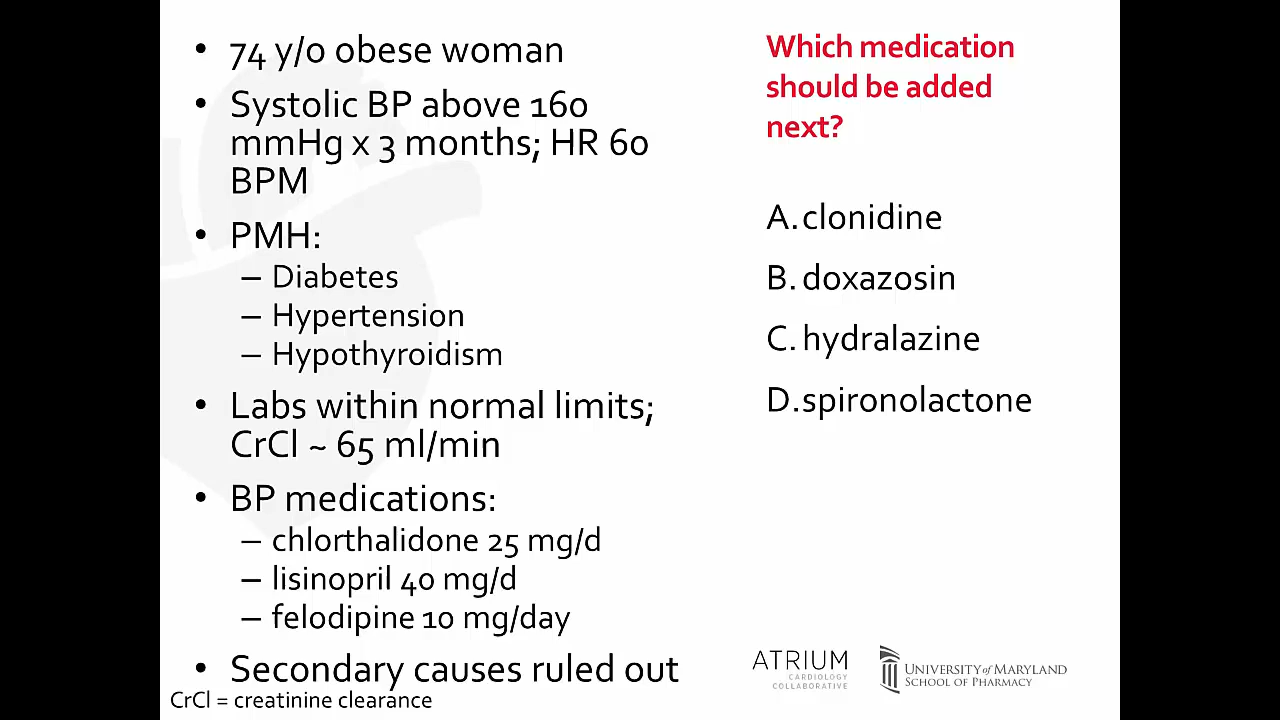 • 74 y/o obese woman
• Systolic BP above 160
mmHg x 3 months; HR 60
BPM
• PMH:
– Diabetes
– Hypertension
– Hypothyroidism
• Labs within normal limits;
CrCl ~ 65 ml/min
• BP medications:
– chlorthalidone 25 mg/d
– lisinopril 40 mg/d
– felodipine 10 mg/day
• Secondary causes ruled out
CrCl = creatinine clearance
Which medication
should be added
next?
A. clonidine
B. doxazosin
C. hydralazine
D. spironolactone
ATRIUM
CARDIOLOGY
COLLABORATIVE
UNIVERSITY of MARYLAND
SCHOOL OF PHARMACY